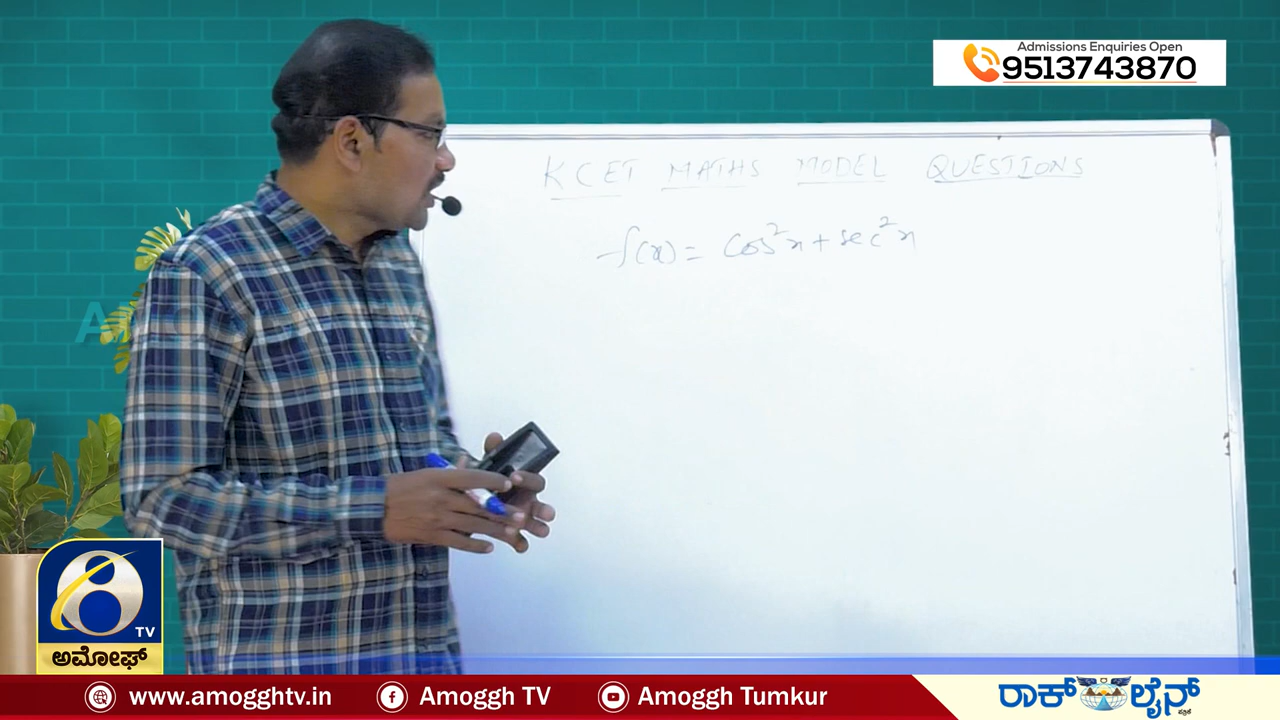 Admissions Enquiries Open
9513743870
KCET MATHS MODEL QUESTIONS
f(x) = cos²x + sec²x
TV
ಅಮೋಘ್
www.amogghtv.in
Amoggh TV
Amoggh Tumkur
ರಾಕ್ ಲೈನ್